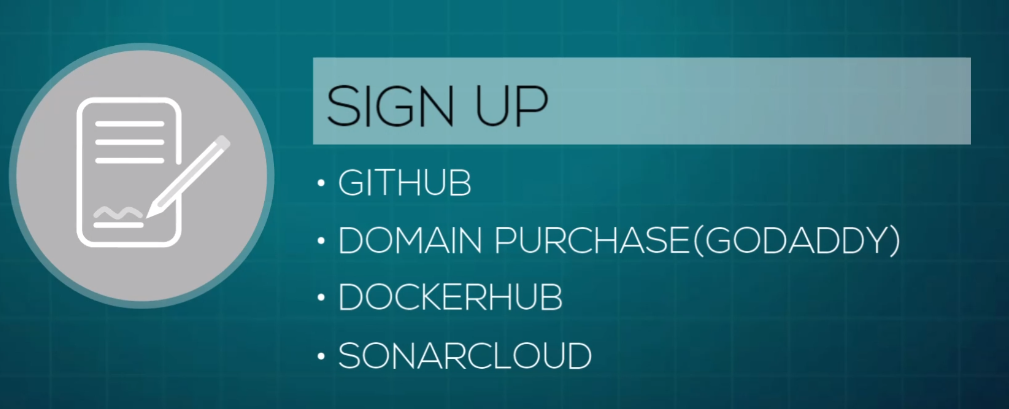 SIGN UP
• GITHUB
• DOMAIN PURCHASE(GODADDY)
• DOCKERHUB
• SONARCLOUD